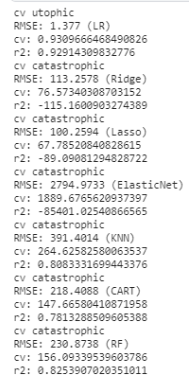 cv utophic
RMSE: 1.377 (LR)
cv: 0.9309666468490826
r2: 0.92914309832776
cv catastrophic
RMSE: 113.2578 (Ridge)
cv: 76.57340308703152
r2: -115.1600903274389
cv catastrophic
RMSE: 100.2594 (Lasso)
cv: 67.78520840828615
r2: -89.09081294828722
cv catastrophic
RMSE: 2794.9733 (ElasticNet)
cv: 1889.6765620937397
r2: -85401.02540866565
cv catastrophic
RMSE: 391.4014 (KNN)
cv: 264.62582580063537
r2: 0.8083331699443376
cv catastrophic
RMSE: 218.4088 (CART)
cv: 147.66580410871958
r2: 0.7813288509605388
cv catastrophic
RMSE: 230.8738 (RF)
cv: 156.09339539603786
r2: 0.8253907020351011